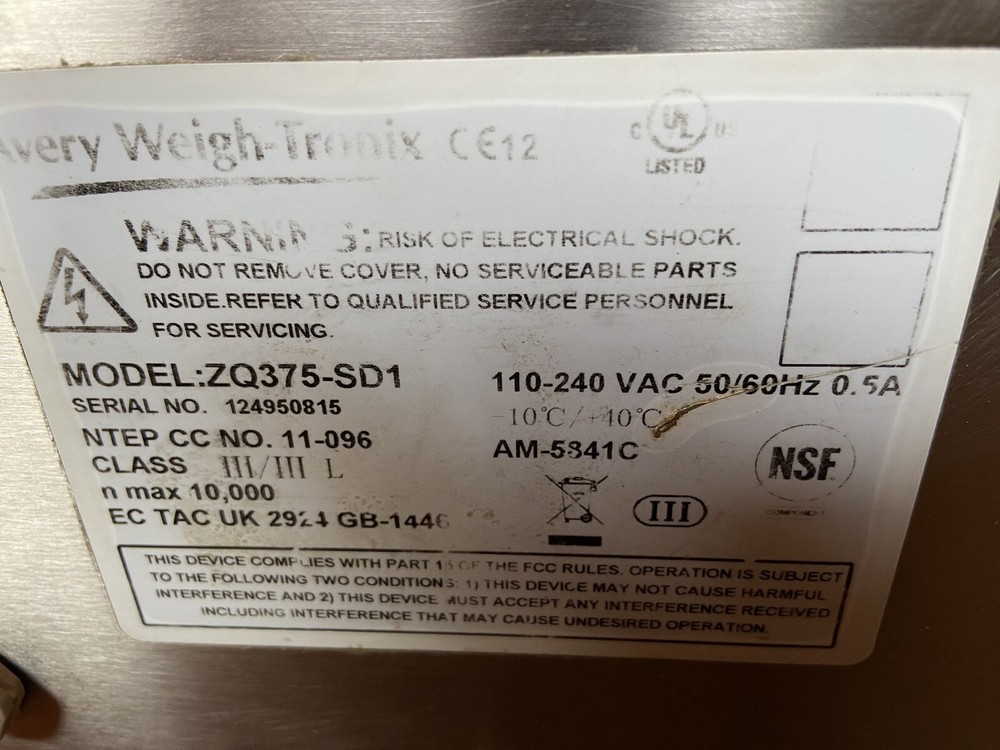 Avery Weigh-Tronix CE12
C UL US
LISTED
RISK OF ELECTRICAL SHOCK.
DO NOT REMOVE COVER, NO SERVICEABLE PARTS
INSIDE.REFER TO QUALIFIED SERVICE PERSONNEL
FOR SERVICING.
MODEL:ZQ375-SD1
SERIAL NO. 124950815
NTEP CC NO. 11-096
CLASS III/III L
n max 10,000
EC TAC UK 2924 GB-1446
110-240 VAC 50/60Hz 0.5A
-10°C/+40°C
AM-5841C
NSF
COMPONENT
III
THIS DEVICE COMPLIES WITH PART 15 OF THE FCC RULES. OPERATION IS SUBJECT
TO THE FOLLOWING TWO CONDITIONS: 1) THIS DEVICE MAY NOT CAUSE HARMFUL
INTERFERENCE AND 2) THIS DEVICE MUST ACCEPT ANY INTERFERENCE RECEIVED
INCLUDING INTERFERENCE THAT MAY CAUSE UNDESIRED OPERATION.